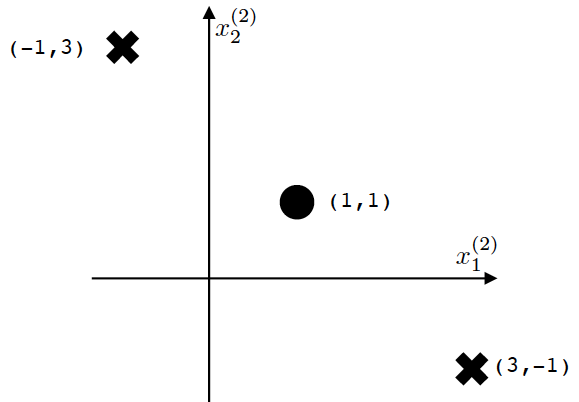 x_2^{(2)}
(-1,3)
(1,1)
x_1^{(2)}
(3,-1)